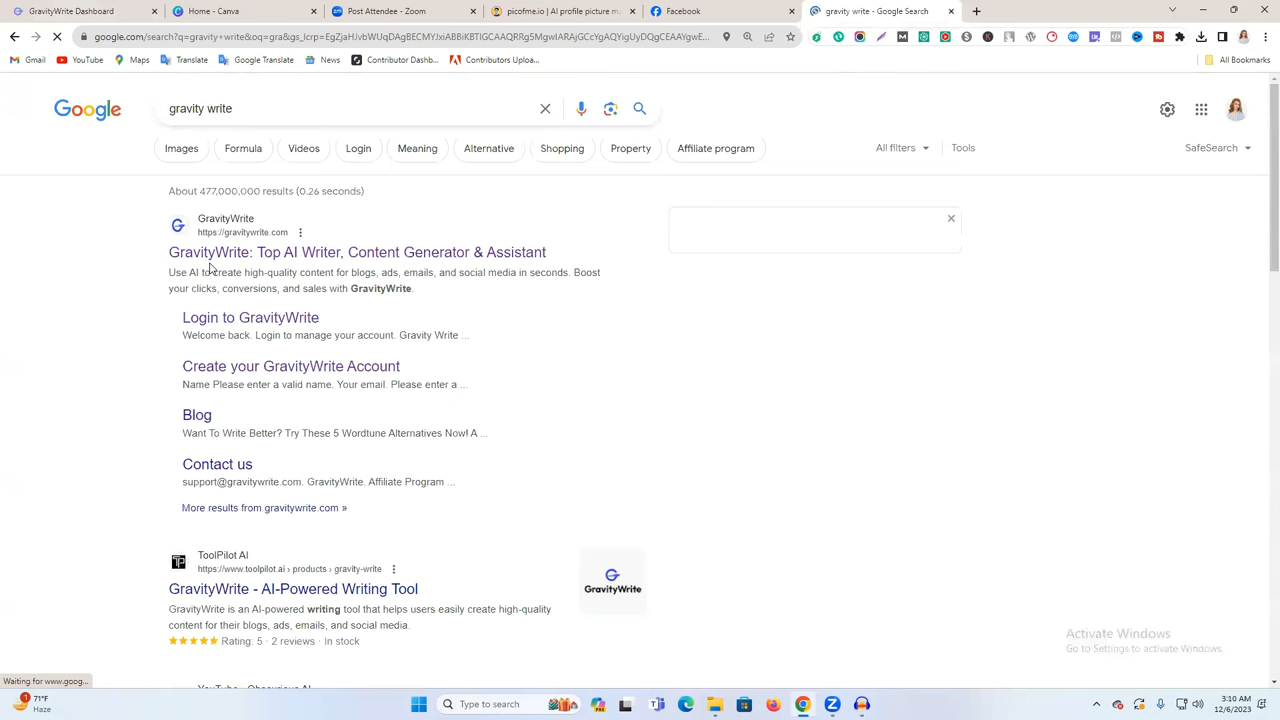 GravityWrite Dashboard
Home - Canva
Post Attendee - Zoom
picofme.io | AI profile picture m
Facebook
gravity write - Google Search
google.com/search?q=gravity+write&oq=gra&gs_lcrp=EgZjaHJvbWUqDAgBECMYJxiABBiKBTIGCAAQRRg5MgwIARAjGCcYgAQYigUyDQgCEAAYgwE...
Gmail
YouTube
Maps
Translate
Google Translate
News
Contributor Dashb...
Contributors Uploa...
All Bookmarks
Google
gravity write
Images
Formula
Videos
Login
Meaning
Alternative
Shopping
Property
Affiliate program
All filters
Tools
SafeSearch
About 477,000,000 results (0.26 seconds)
GravityWrite
https://gravitywrite.com
GravityWrite: Top AI Writer, Content Generator & Assistant
Use AI to create high-quality content for blogs, ads, emails, and social media in seconds. Boost
your clicks, conversions, and sales with GravityWrite.
Login to GravityWrite
Welcome back. Login to manage your account. Gravity Write ...
Create your GravityWrite Account
Name Please enter a valid name. Your email. Please enter a ...
Blog
Want To Write Better? Try These 5 Wordtune Alternatives Now! A ...
Contact us
support@gravitywrite.com. GravityWrite. Affiliate Program ...
More results from gravitywrite.com »
ToolPilot AI
https://www.toolpilot.ai › products › gravity-write
GravityWrite - AI-Powered Writing Tool
GravityWrite is an AI-powered writing tool that helps users easily create high-quality
content for their blogs, ads, emails, and social media.
Rating: 5 · 2 reviews · In stock
GravityWrite
Activate Windows
Go to Settings to activate Windows.
Waiting for www.goog...
71°F
Haze
Type to search
3:10 AM
12/6/2023